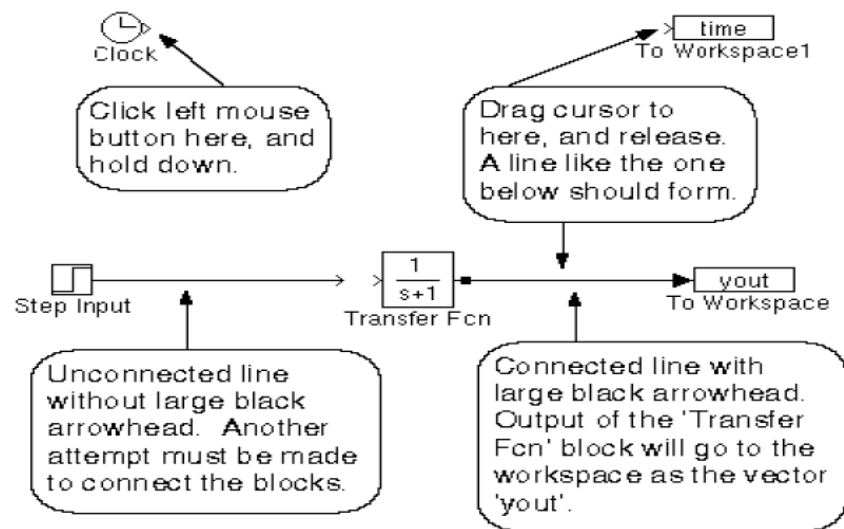 Clock
time
To Workspace1
Click left mouse
button here, and
hold down.
Drag cursor to
here, and release.
A line like the one
below should form.
Step Input
1
s+1
Transfer Fcn
yout
To Workspace
Unconnected line
without large black
arrowhead. Another
attempt must be made
to connect the blocks.
Connected line with
large black arrowhead.
Output of the 'Transfer
Fcn' block will go to the
workspace as the vector
'yout'.